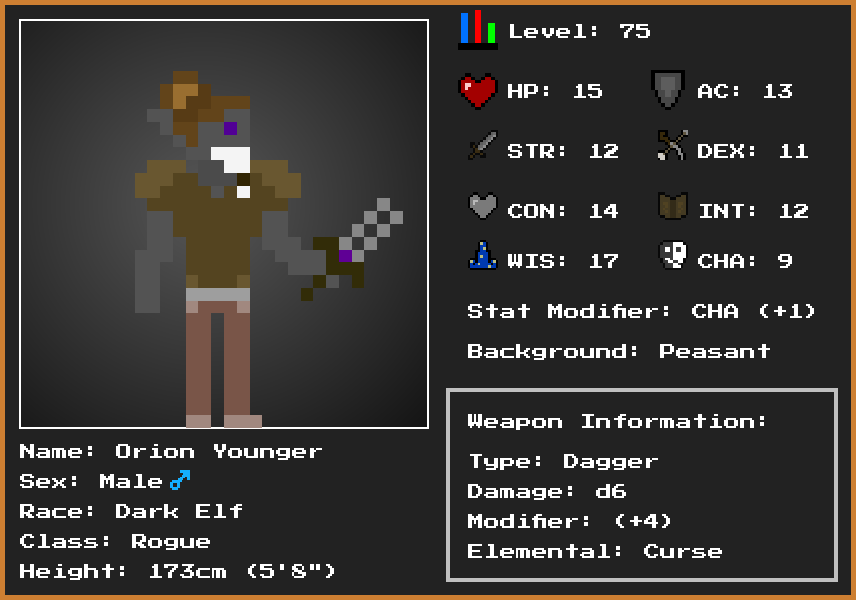 Level: 75
HP: 15 AC: 13
STR: 12 DEX: 11
CON: 14 INT: 12
WIS: 17 CHA: 9
Stat Modifier: CHA (+1)
Background: Peasant
Weapon Information:
Type: Dagger
Damage: d6
Modifier: (+4)
Elemental: Curse
Name: Orion Younger
Sex: Male♂
Race: Dark Elf
Class: Rogue
Height: 173cm (5'8")